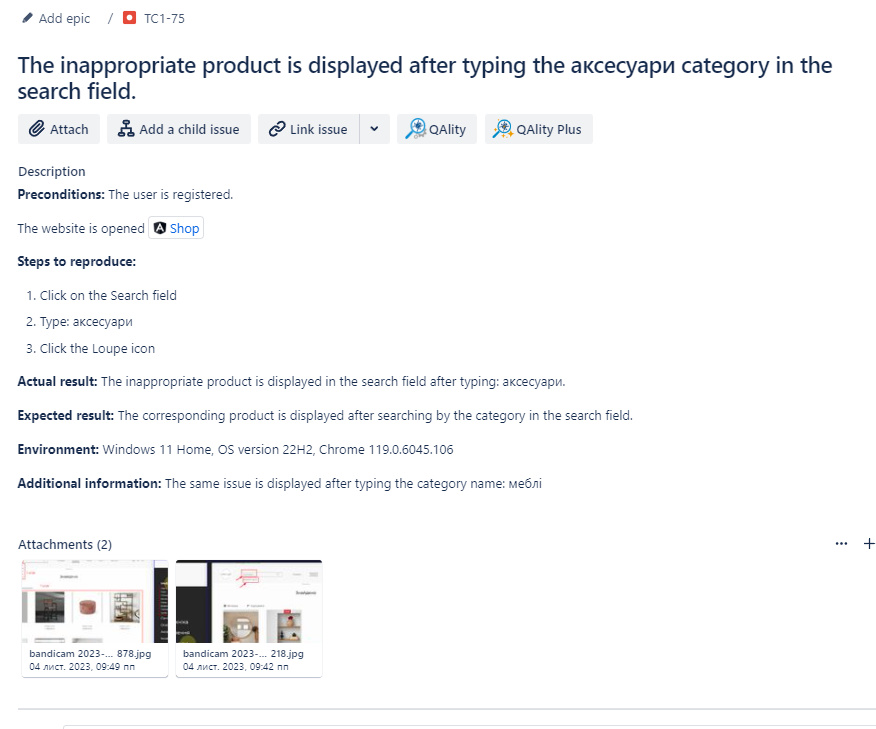 Add epic / TC1-75
The inappropriate product is displayed after typing the аксесуари category in the
search field.
Attach Add a child issue Link issue QAlity QAlity Plus
Description
Preconditions: The user is registered.
The website is opened Shop
Steps to reproduce:
1. Click on the Search field
2. Type: аксесуари
3. Click the Loupe icon
Actual result: The inappropriate product is displayed in the search field after typing: аксесуари.
Expected result: The corresponding product is displayed after searching by the category in the search field.
Environment: Windows 11 Home, OS version 22H2, Chrome 119.0.6045.106
Additional information: The same issue is displayed after typing the category name: меблі
Attachments (2)
bandicam 2023-... 878.jpg bandicam 2023-... 218.jpg
04 лист. 2023, 09:49 пп 04 лист. 2023, 09:42 пп